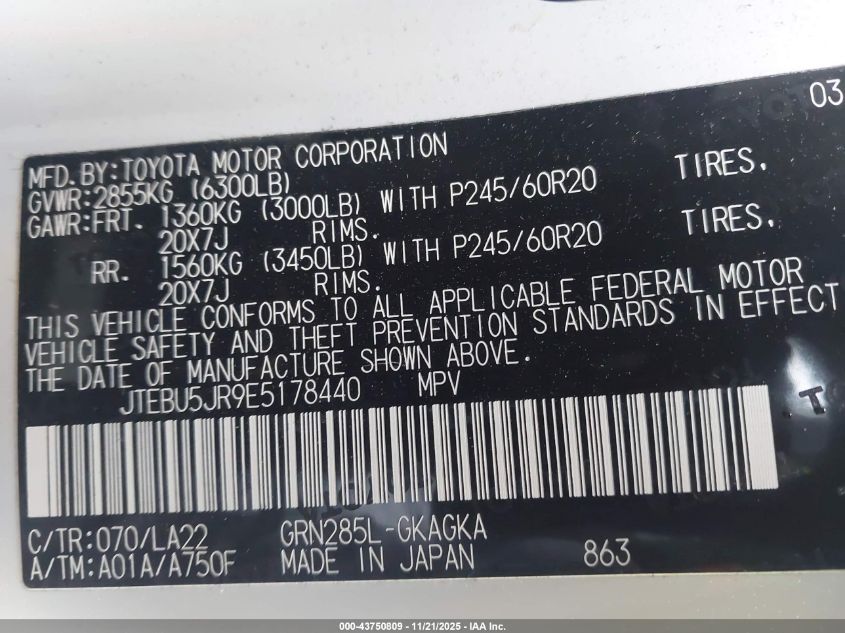 03
MFD. BY: TOYOTA MOTOR CORPORATION
GVWR: 2855KG (6300LB)
GAWR: FRT. 1360KG (3000LB) WITH P245/60R20 TIRES,
20X7J RIMS.
RR. 1560KG (3450LB) WITH P245/60R20 TIRES,
20X7J RIMS.
THIS VEHICLE CONFORMS TO ALL APPLICABLE FEDERAL MOTOR
VEHICLE SAFETY AND THEFT PREVENTION STANDARDS IN EFFECT
THE DATE OF MANUFACTURE SHOWN ABOVE.
JTEBU5JR9E5178440 MPV
C/TR: 070/LA22 GRN285L-GKAGKA
A/TM: A01A/A750F MADE IN JAPAN 863
000-43750809 - 11/21/2025 - IAA Inc.